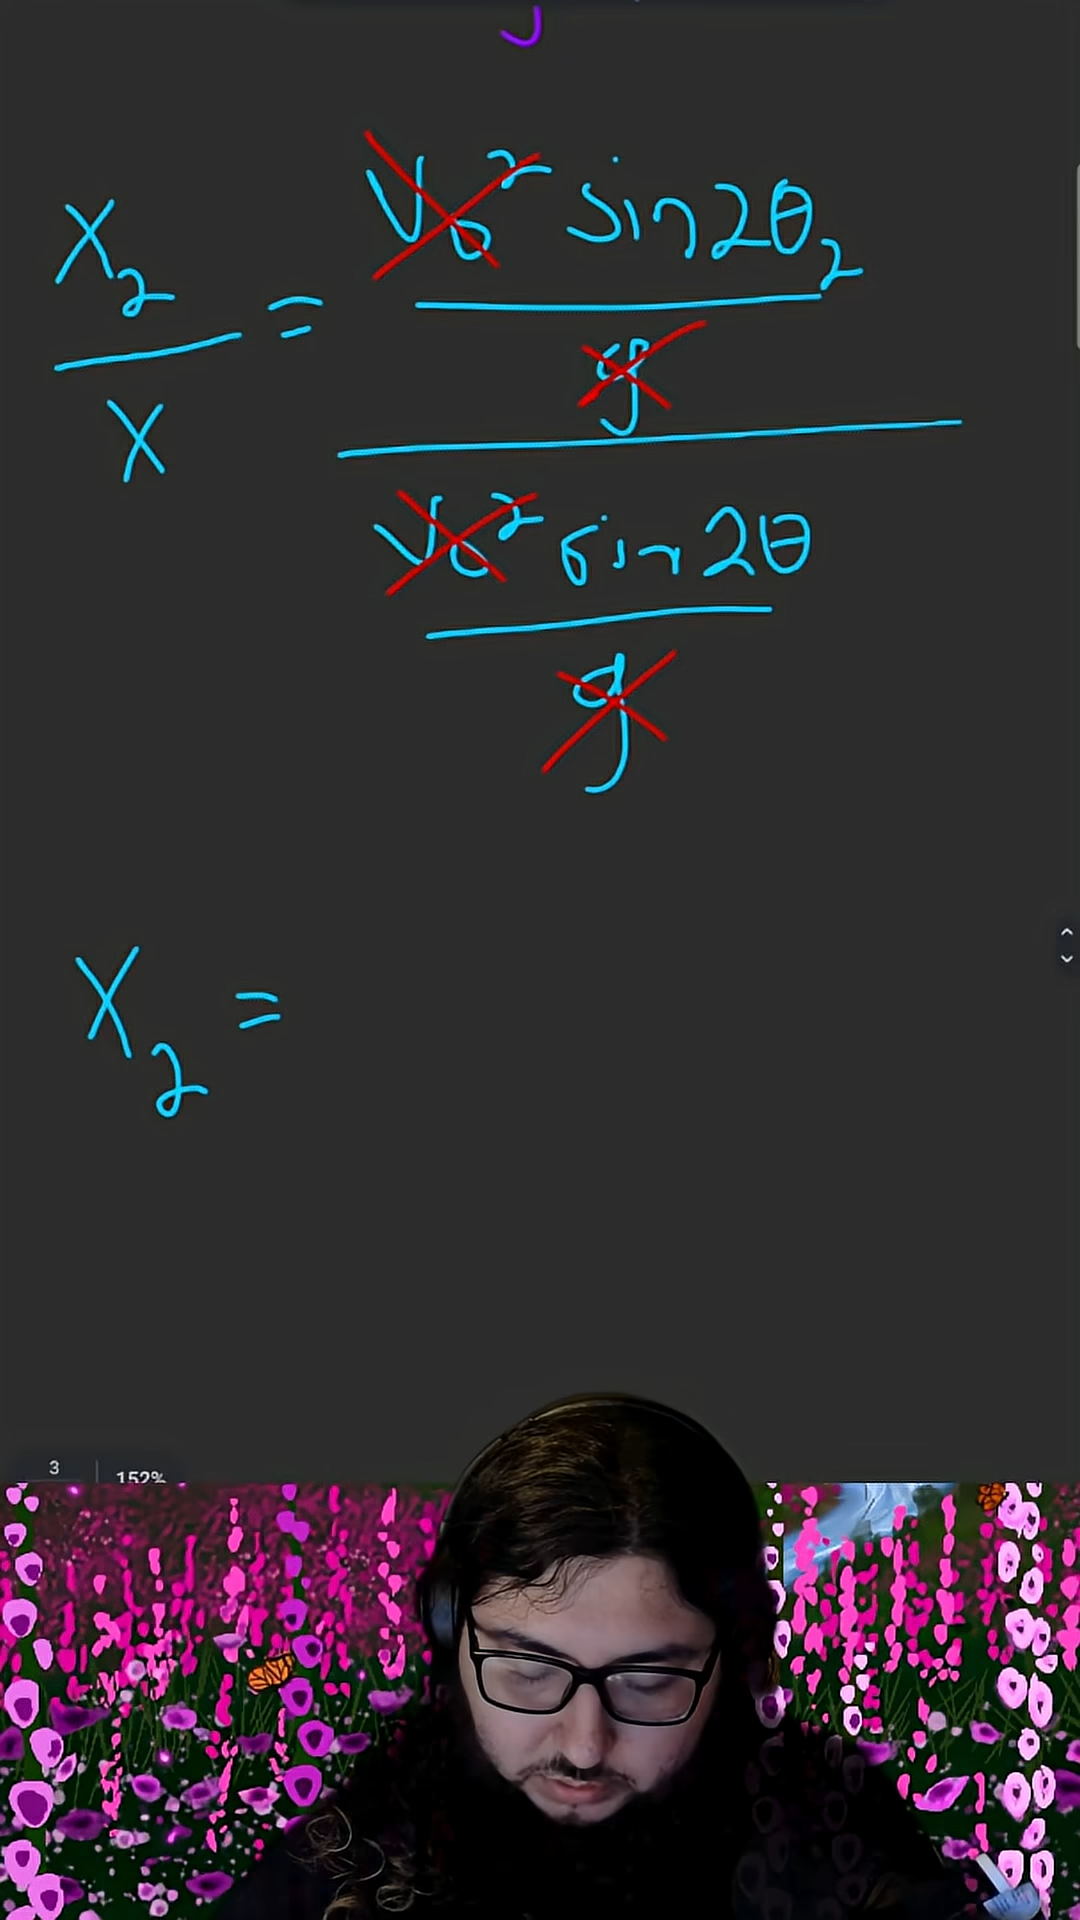 X₂ / X = (V₀² sin2θ₂ / g) / (V₀² sin2θ / g)
X₂ =
3 | 152%